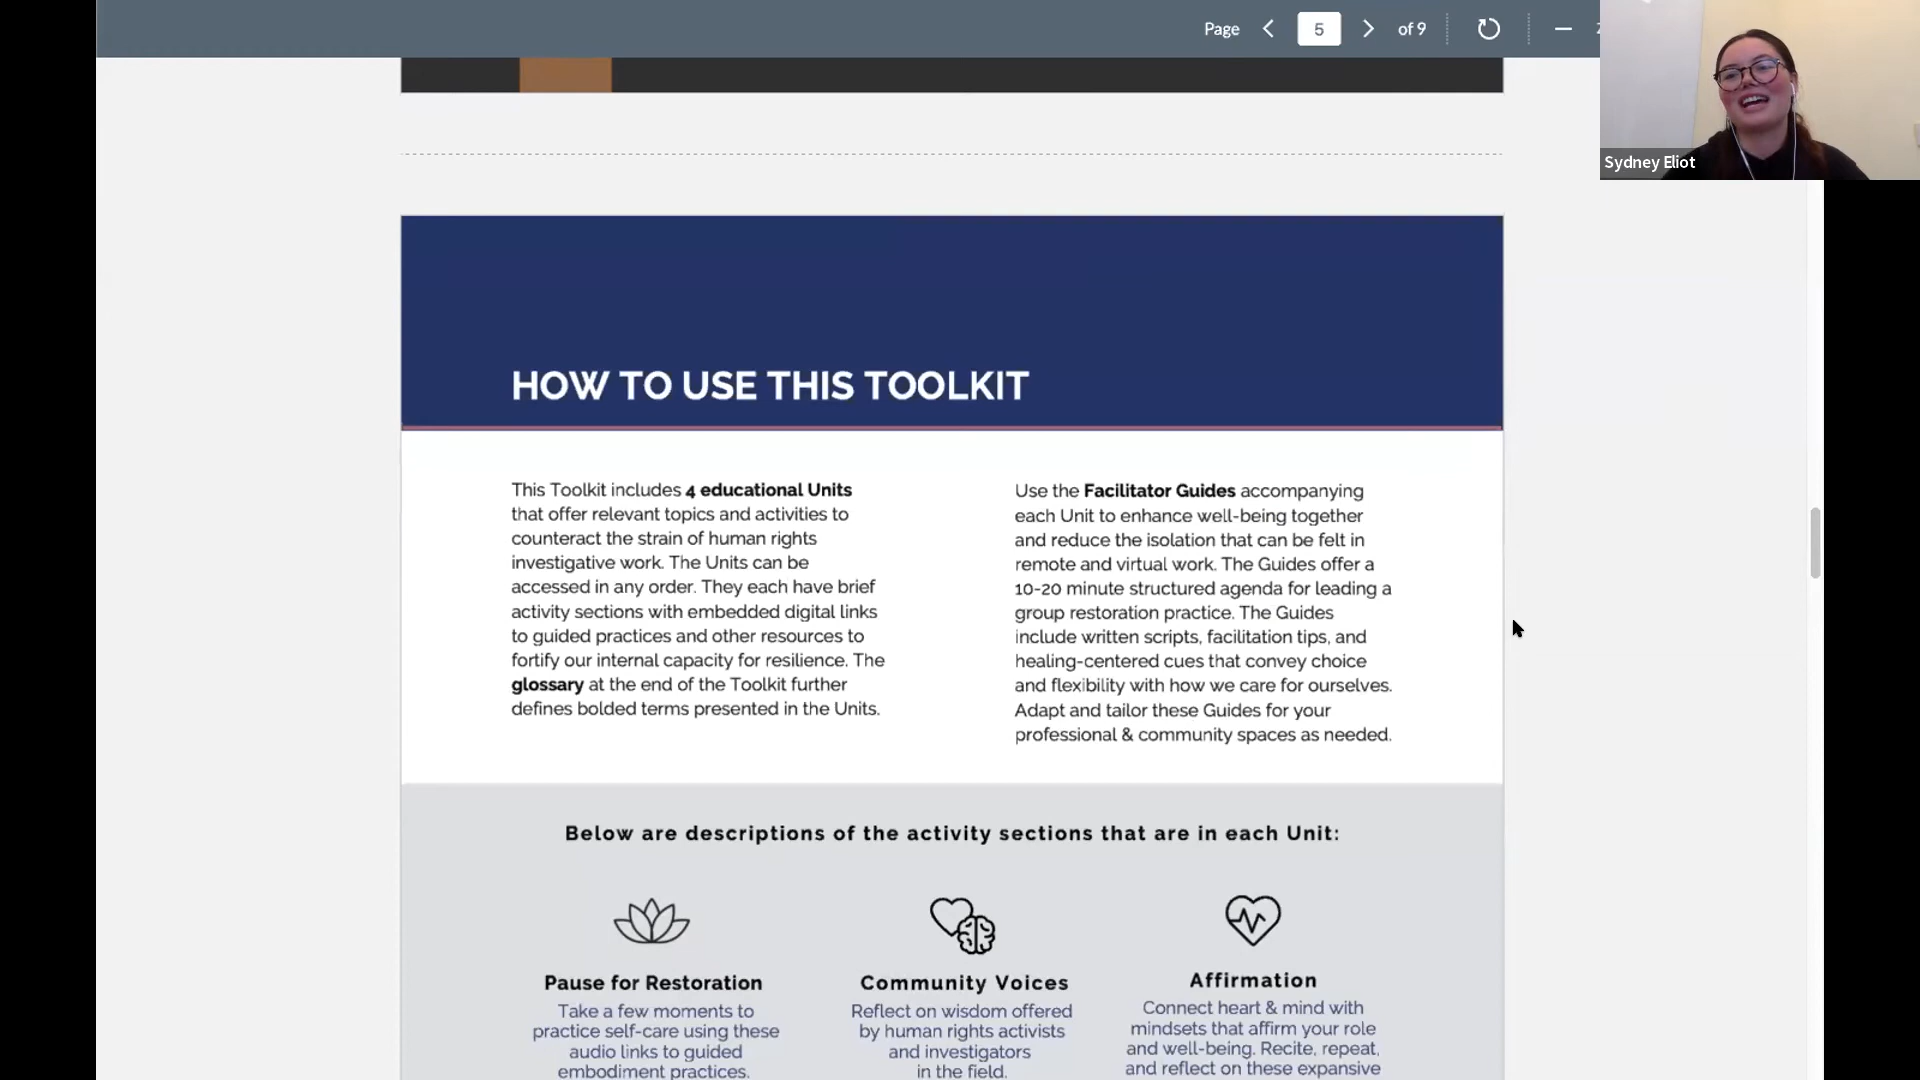 Page 5 of 9
Sydney Eliot
HOW TO USE THIS TOOLKIT
This Toolkit includes 4 educational Units
that offer relevant topics and activities to
counteract the strain of human rights
investigative work. The Units can be
accessed in any order. They each have brief
activity sections with embedded digital links
to guided practices and other resources to
fortify our internal capacity for resilience. The
glossary at the end of the Toolkit further
defines bolded terms presented in the Units.
Use the Facilitator Guides accompanying
each Unit to enhance well-being together
and reduce the isolation that can be felt in
remote and virtual work. The Guides offer a
10-20 minute structured agenda for leading a
group restoration practice. The Guides
include written scripts, facilitation tips, and
healing-centered cues that convey choice
and flexibility with how we care for ourselves.
Adapt and tailor these Guides for your
professional & community spaces as needed.
Below are descriptions of the activity sections that are in each Unit:
Pause for Restoration
Take a few moments to
practice self-care using these
audio links to guided
embodiment practices.
Community Voices
Reflect on wisdom offered
by human rights activists
and investigators
in the field.
Affirmation
Connect heart & mind with
mindsets that affirm your role
and well-being. Recite, repeat,
and reflect on these expansive